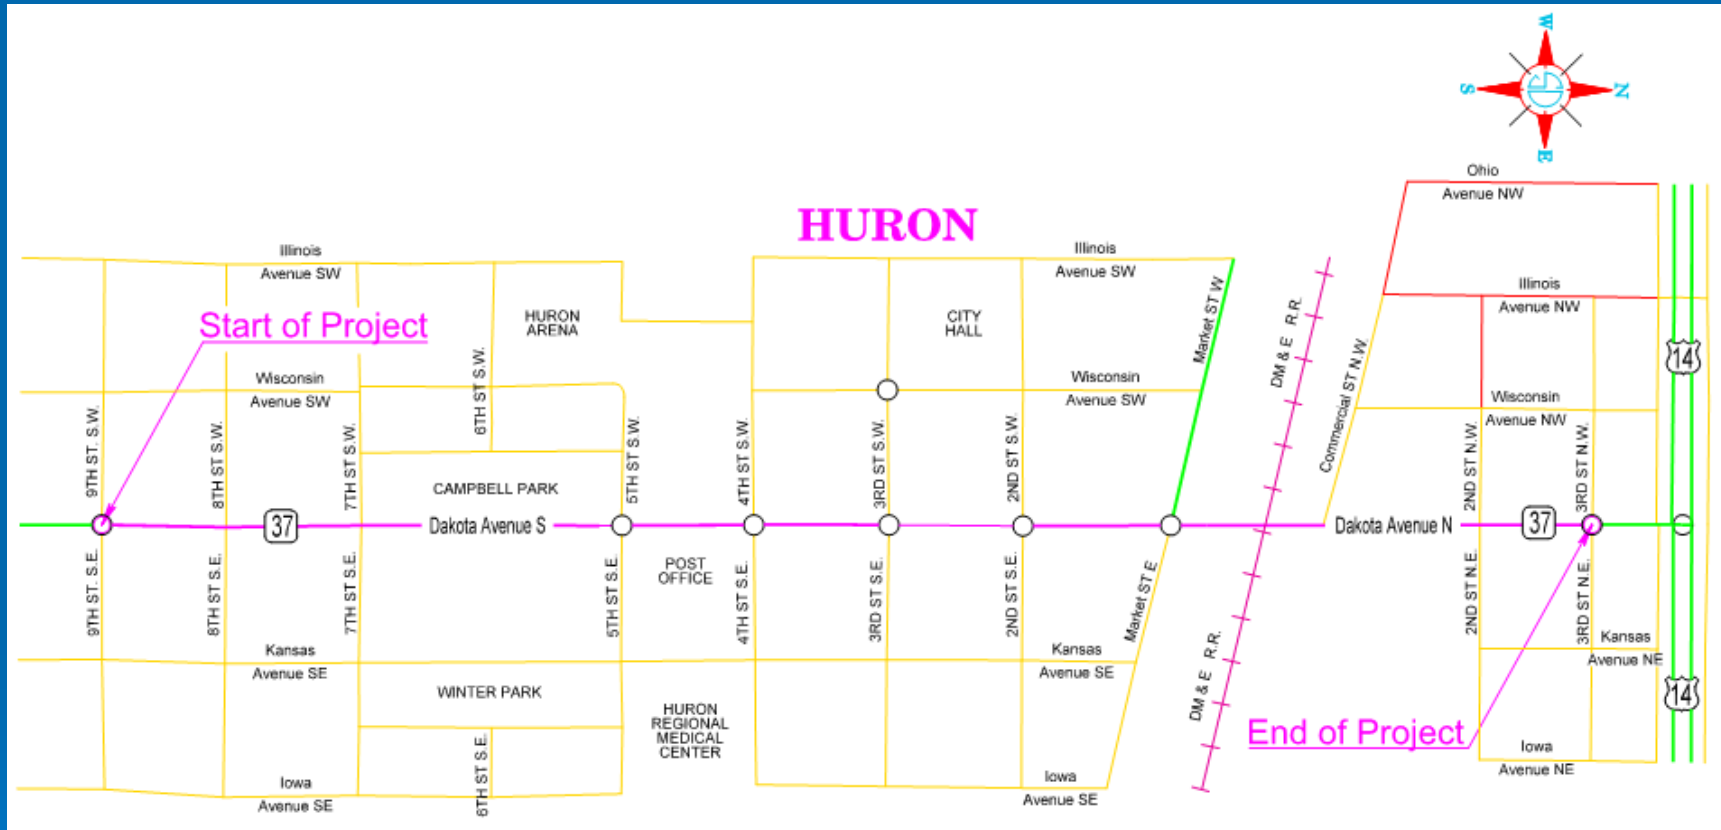 W
S
N
E
Ohio
Avenue NW
HURON
Illinois
Avenue SW
Illinois
Avenue SW
Illinois
Avenue NW
Start of Project
HURON
ARENA
CITY
HALL
Market ST W
DM & E R.R.
Commercial ST N.W.
14
Wisconsin
Avenue SW
Wisconsin
Avenue SW
Wisconsin
Avenue NW
9TH ST. S.W.
8TH ST S.W.
7TH ST S.W.
6TH ST S.W.
5TH ST S.W.
4TH ST S.W.
3RD ST S.W.
2ND ST S.W.
2ND ST N.W.
3RD ST N.W.
CAMPBELL PARK
37
Dakota Avenue S
Dakota Avenue N
37
POST
OFFICE
9TH ST. S.E.
8TH ST S.E.
7TH ST S.E.
5TH ST S.E.
4TH ST S.E.
3RD ST S.E.
2ND ST S.E.
Market ST E
2ND ST N.E.
3RD ST N.E.
Kansas
Avenue SE
Kansas
Avenue SE
Kansas
Avenue NE
WINTER PARK
HURON
REGIONAL
MEDICAL
CENTER
DM & E R.R.
14
End of Project
6TH ST S.E.
Iowa
Avenue SE
Iowa
Avenue SE
Iowa
Avenue NE